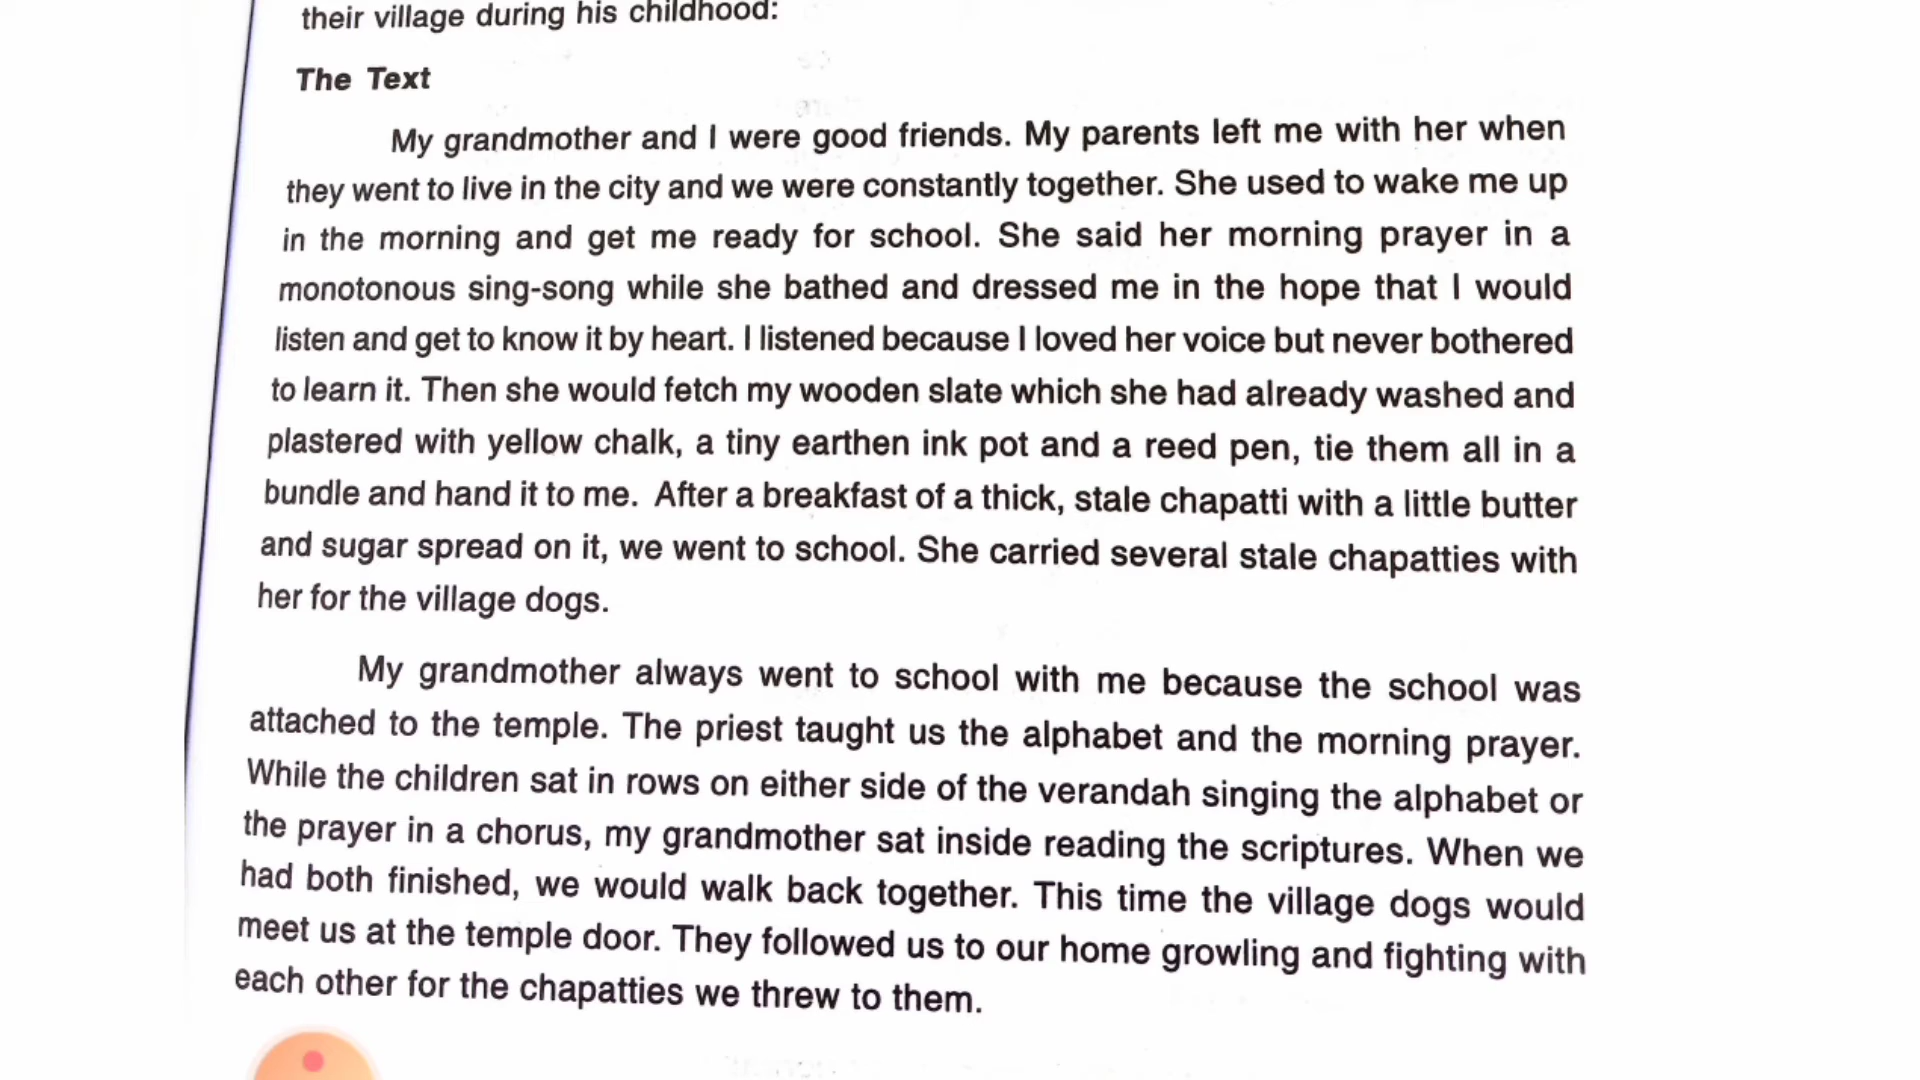 their village during his childhood:
The Text
My grandmother and I were good friends. My parents left me with her when
they went to live in the city and we were constantly together. She used to wake me up
in the morning and get me ready for school. She said her morning prayer in a
monotonous sing-song while she bathed and dressed me in the hope that I would
listen and get to know it by heart. I listened because I loved her voice but never bothered
to learn it. Then she would fetch my wooden slate which she had already washed and
plastered with yellow chalk, a tiny earthen ink pot and a reed pen, tie them all in a
bundle and hand it to me. After a breakfast of a thick, stale chapatti with a little butter
and sugar spread on it, we went to school. She carried several stale chapatties with
her for the village dogs.
My grandmother always went to school with me because the school was
attached to the temple. The priest taught us the alphabet and the morning prayer.
While the children sat in rows on either side of the verandah singing the alphabet or
the prayer in a chorus, my grandmother sat inside reading the scriptures. When we
had both finished, we would walk back together. This time the village dogs would
meet us at the temple door. They followed us to our home growling and fighting with
each other for the chapatties we threw to them.